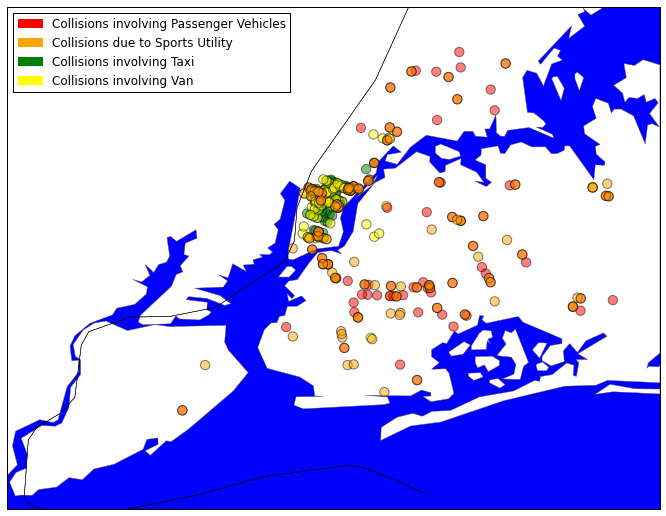 Collisions involving Passenger Vehicles
Collisions due to Sports Utility
Collisions involving Taxi
Collisions involving Van